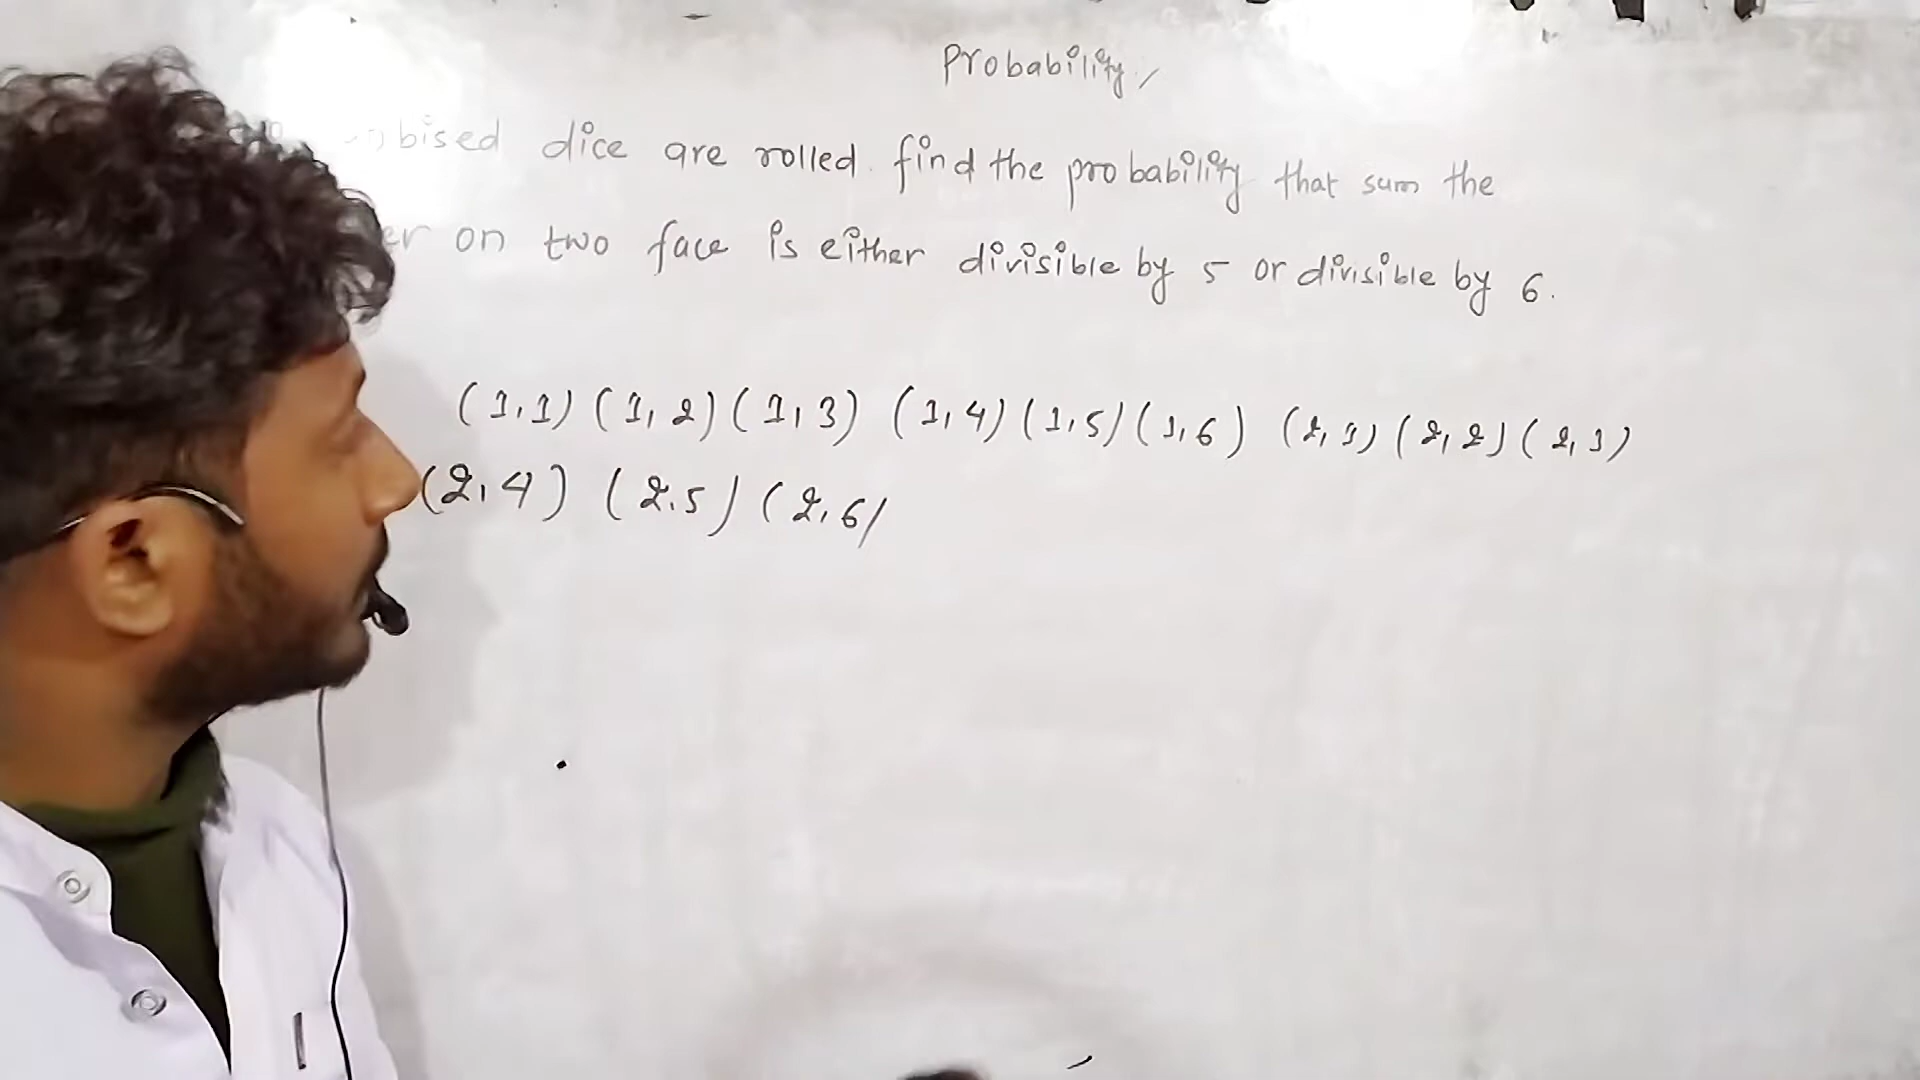 Probability
bised dice are rolled. find the probability that sum the
er on two face is either divisible by 5 or divisible by 6.
(1,1) (1,2) (1,3) (1,4) (1,5) (1,6) (2,1) (2,2) (2,3)
(2,4) (2,5) (2,6)